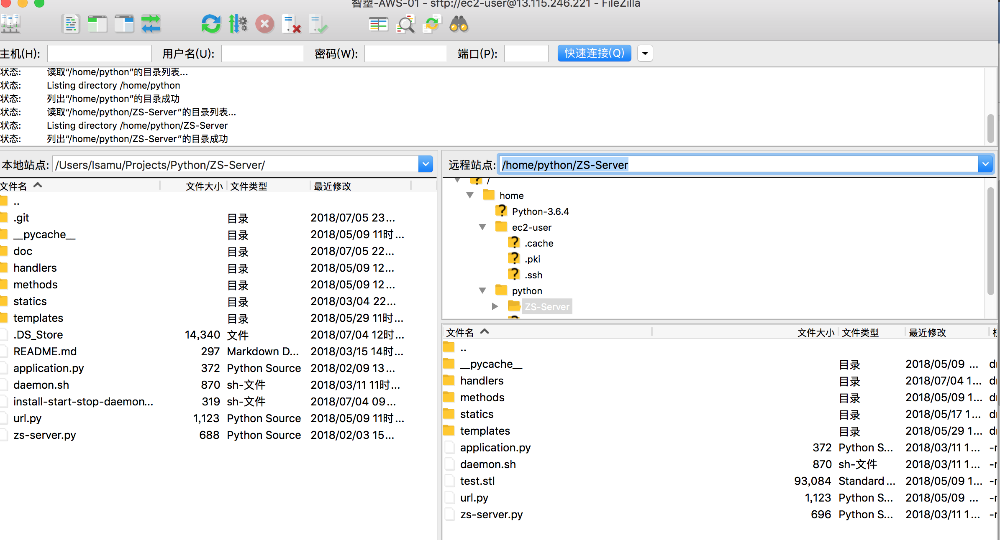 智塑-AWS-01 - sftp://ec2-user@13.115.246.221 - FileZilla
主机(H): 用户名(U): 密码(W): 端口(P): 快速连接(Q)
状态: 读取“/home/python”的目录列表...
状态: Listing directory /home/python
状态: 列出“/home/python”的目录成功
状态: 读取“/home/python/ZS-Server”的目录列表...
状态: Listing directory /home/python/ZS-Server
状态: 列出“/home/python/ZS-Server”的目录成功
本地站点: /Users/Isamu/Projects/Python/ZS-Server/
文件名 文件大小 文件类型 最近修改
..
.git 目录 2018/07/05 23...
__pycache__ 目录 2018/05/09 11时...
doc 目录 2018/07/05 22...
handlers 目录 2018/05/09 12...
methods 目录 2018/05/09 12...
statics 目录 2018/03/04 22...
templates 目录 2018/05/29 11时...
.DS_Store 14,340 文件 2018/07/04 12时...
README.md 297 Markdown D... 2018/03/15 14时...
application.py 372 Python Source 2018/02/09 13...
daemon.sh 870 sh-文件 2018/03/11 11时...
install-start-stop-daemon... 319 sh-文件 2018/07/04 09...
url.py 1,123 Python Source 2018/05/09 11时...
zs-server.py 688 Python Source 2018/02/03 15...
远程站点: /home/python/ZS-Server
/
home
Python-3.6.4
ec2-user
.cache
.pki
.ssh
python
ZS-Server
文件名 文件大小 文件类型 最近修改
..
__pycache__ 目录 2018/05/09 ...
handlers 目录 2018/07/04 1...
methods 目录 2018/05/09 1...
statics 目录 2018/05/17 1...
templates 目录 2018/05/29 1...
application.py 372 Python S... 2018/03/11 1...
daemon.sh 870 sh-文件 2018/03/11 1...
test.stl 93,084 Standard ... 2018/05/09 1...
url.py 1,123 Python S... 2018/05/09 ...
zs-server.py 696 Python S... 2018/03/11 1...